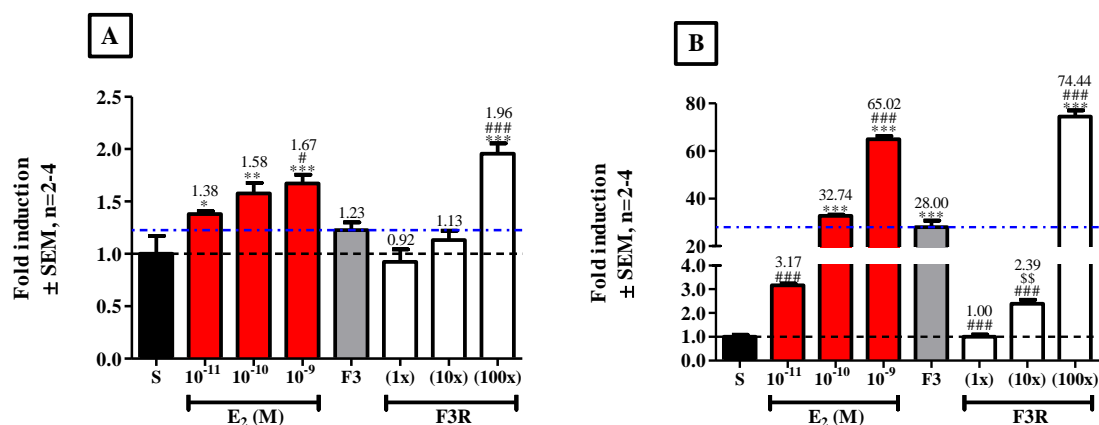 A
Fold induction
± SEM, n=2-4
2.5
2.0
1.5
1.0
0.5
0.0
1.38
*
1.58
**
1.67
#
***
1.23
0.92
1.13
1.96
###
***
S
10⁻¹¹
10⁻¹⁰
10⁻⁹
F3
(1x)
(10x)
(100x)
E₂ (M)
F3R
B
Fold induction
± SEM, n=2-4
80
60
40
20
4.0
3.0
2.0
1.0
0.0
3.17
###
32.74
***
65.02
###
***
28.00
***
1.00
###
2.39
$$
###
74.44
###
***
S
10⁻¹¹
10⁻¹⁰
10⁻⁹
F3
(1x)
(10x)
(100x)
E₂ (M)
F3R